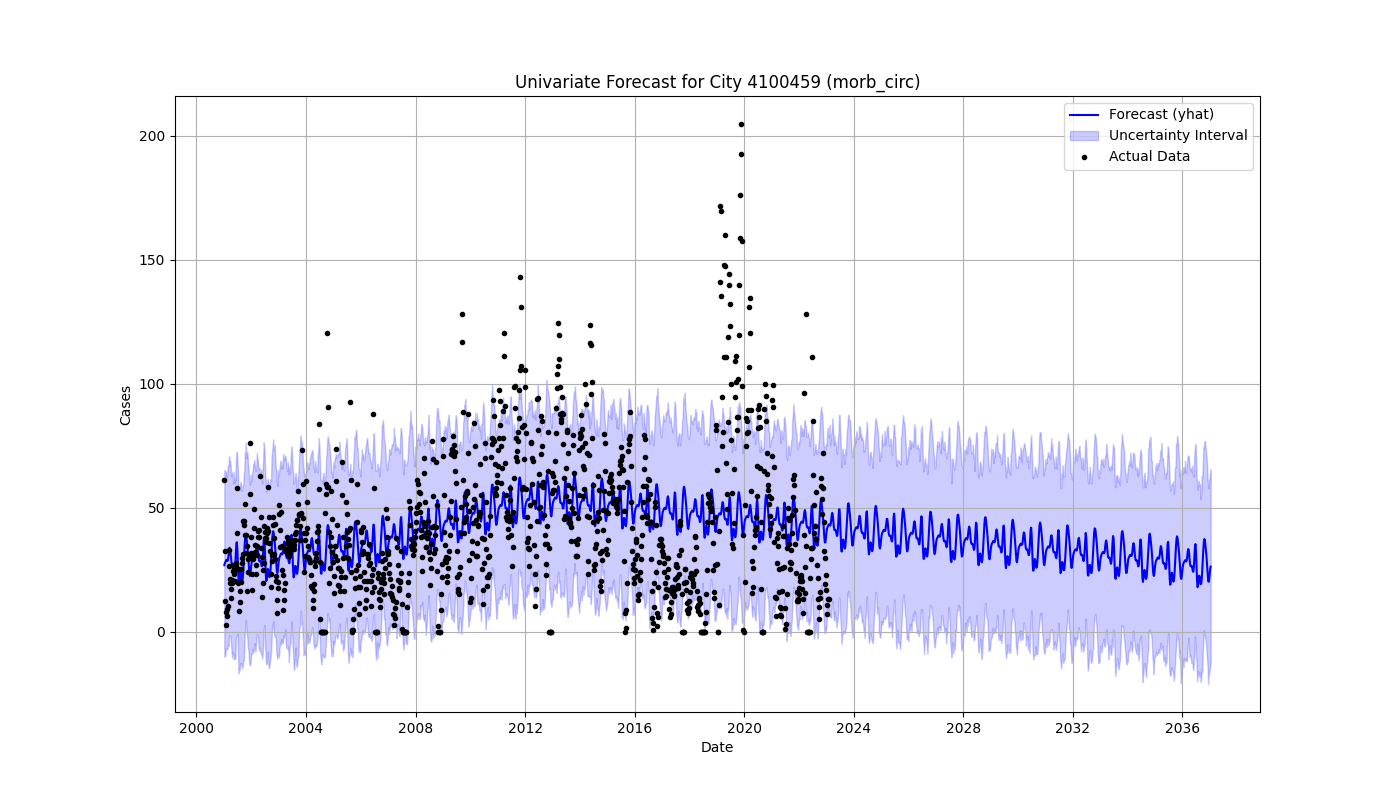 Univariate Forecast for City 4100459 (morb_circ)
Forecast (yhat)
Uncertainty Interval
Actual Data
200
150
100
50
0
Cases
2000 2004 2008 2012 2016 2020 2024 2028 2032 2036
Date